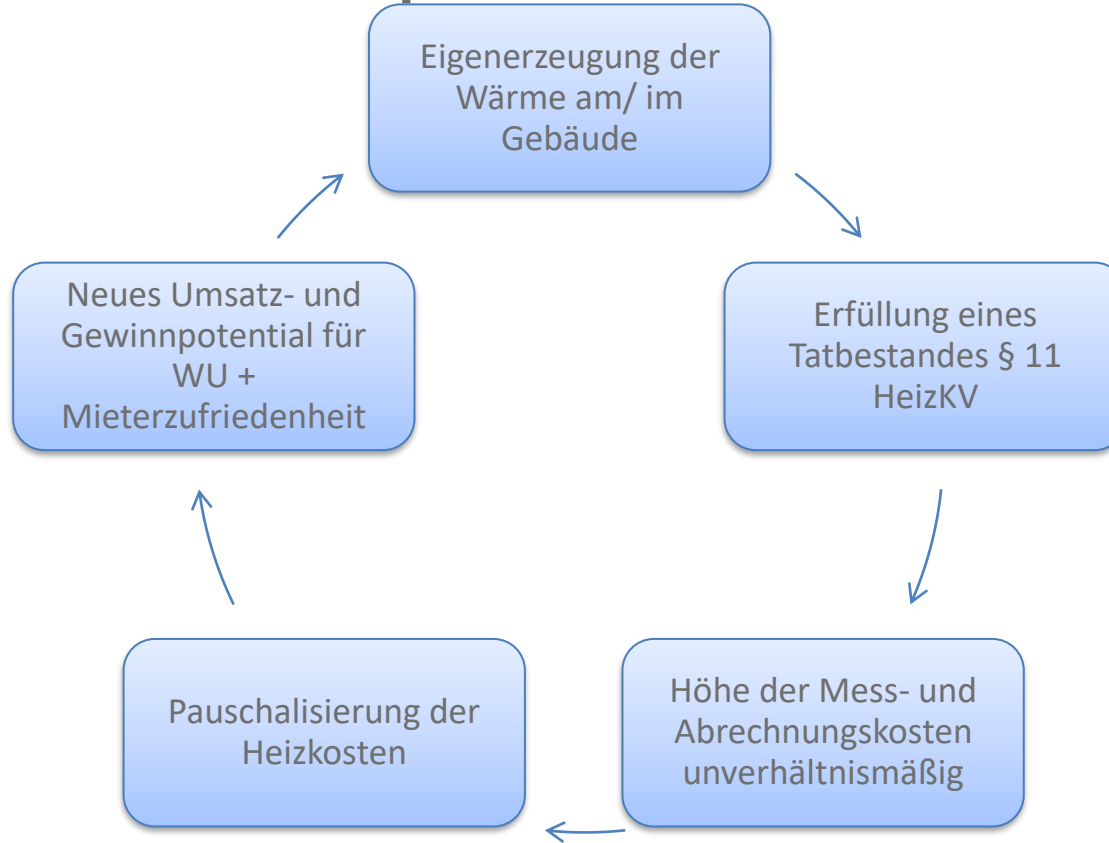 Eigenerzeugung der
Wärme am/ im
Gebäude
Erfüllung eines
Tatbestandes § 11
HeizKV
Höhe der Mess- und
Abrechnungskosten
unverhältnismäßig
Pauschalisierung der
Heizkosten
Neues Umsatz- und
Gewinnpotential für
WU +
Mieterzufriedenheit